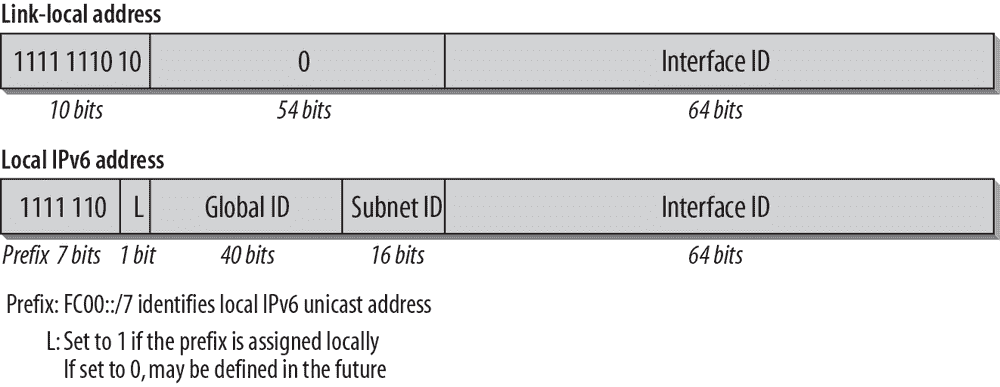 Link-local address
1111 1110 10 0 Interface ID
10 bits 54 bits 64 bits
Local IPv6 address
1111 110 L Global ID Subnet ID Interface ID
Prefix 7 bits 1 bit 40 bits 16 bits 64 bits
Prefix: FC00::/7 identifies local IPv6 unicast address
L: Set to 1 if the prefix is assigned locally
If set to 0, may be defined in the future